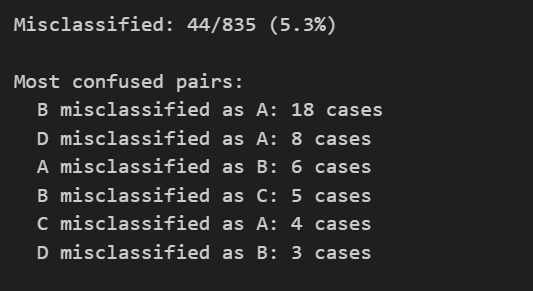 Misclassified: 44/835 (5.3%)
Most confused pairs:
B misclassified as A: 18 cases
D misclassified as A: 8 cases
A misclassified as B: 6 cases
B misclassified as C: 5 cases
C misclassified as A: 4 cases
D misclassified as B: 3 cases